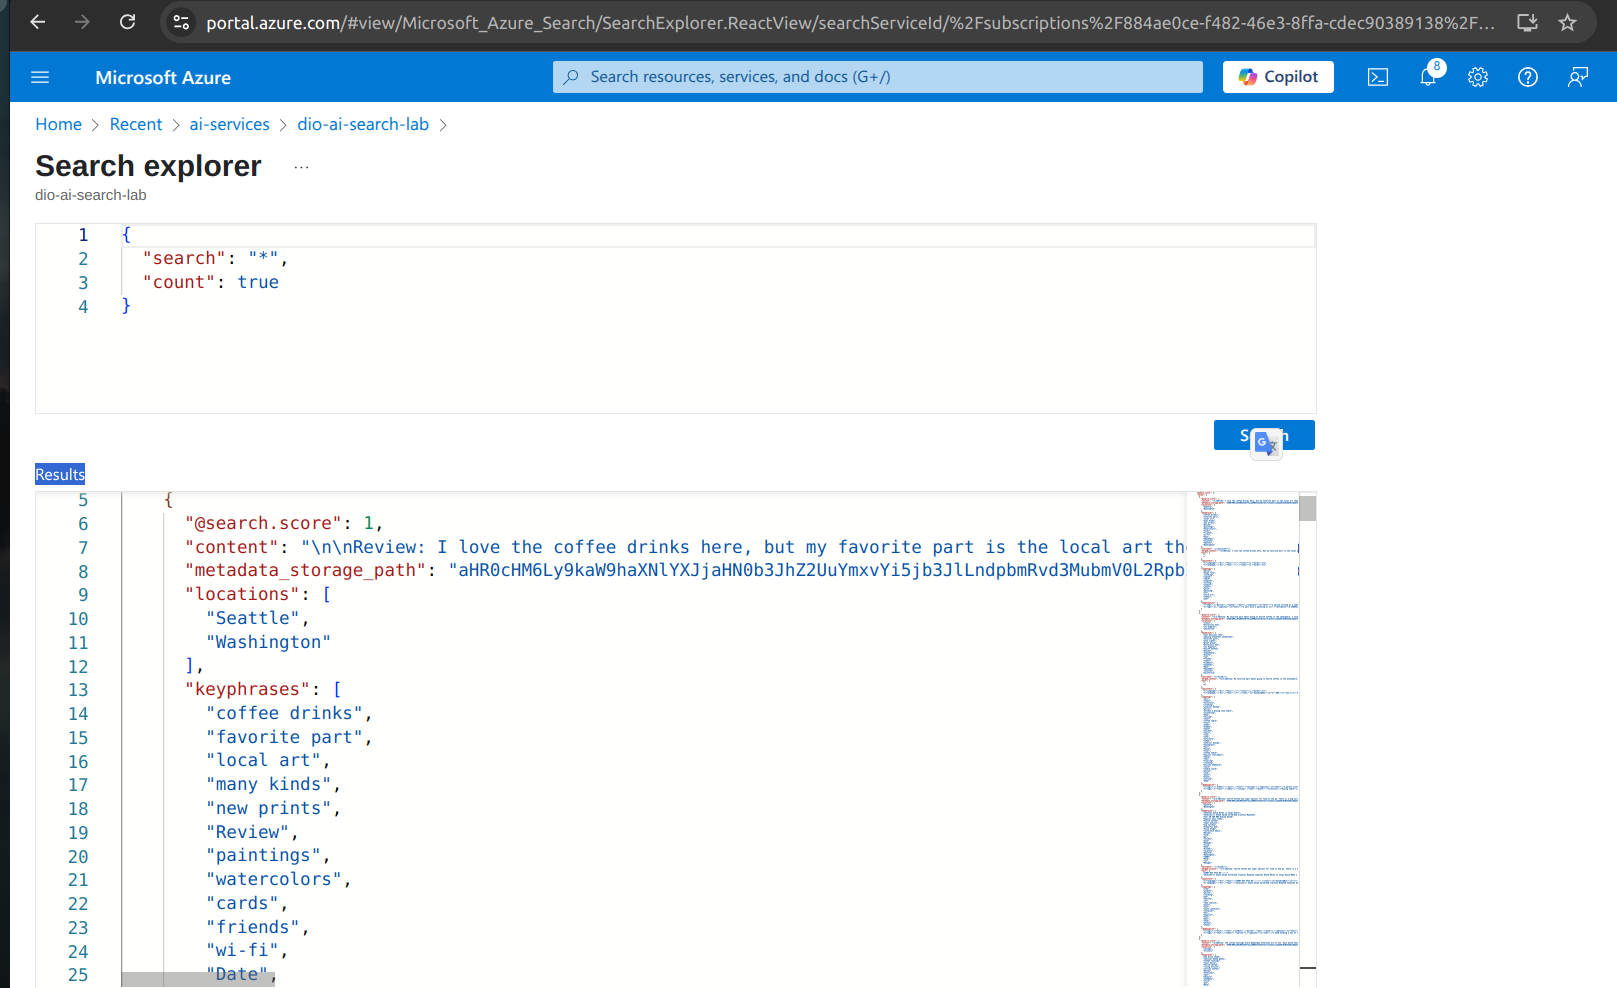 portal.azure.com/#view/Microsoft_Azure_Search/SearchExplorer.ReactView/searchServiceId/%2Fsubscriptions%2F884ae0ce-f482-46e3-8ffa-cdec90389138%2F...
Microsoft Azure
Search resources, services, and docs (G+/)
Copilot
8
Home > Recent > ai-services > dio-ai-search-lab >
Search explorer ...
dio-ai-search-lab
1 {
2 "search": "*",
3 "count": true
4 }
Results
5 {
6 "@search.score": 1,
7 "content": "\n\nReview: I love the coffee drinks here, but my favorite part is the local art th
8 "metadata_storage_path": "aHR0cHM6Ly9kaW9haXNlYXJjaHN0b3JhZ2UuYmxvYi5jb3JlLndpbmRvd3MubmV0L2Rpb
9 "locations": [
10 "Seattle",
11 "Washington"
12 ],
13 "keyphrases": [
14 "coffee drinks",
15 "favorite part",
16 "local art",
17 "many kinds",
18 "new prints",
19 "Review",
20 "paintings",
21 "watercolors",
22 "cards",
23 "friends",
24 "wi-fi",
25 "Date",